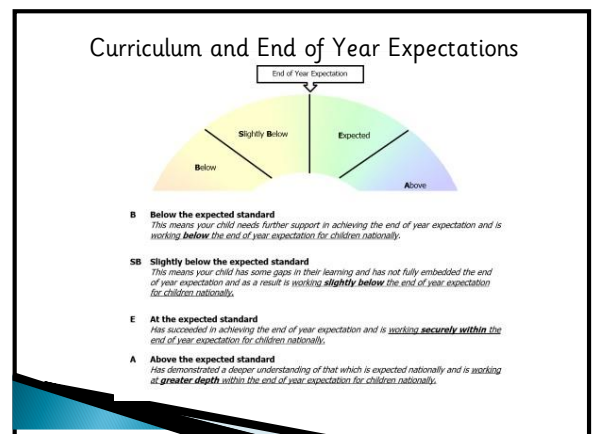 Curriculum and End of Year Expectations
End of Year Expectation
Slightly Below
Expected
Below
Above
B Below the expected standard
This means your child needs further support in achieving the end of year expectation and is
working below the end of year expectation for children nationally.
SB Slightly below the expected standard
This means your child has some gaps in their learning and has not fully embedded the end
of year expectation and as a result is working slightly below the end of year expectation
for children nationally.
E At the expected standard
Has succeeded in achieving the end of year expectation and is working securely within the
end of year expectation for children nationally.
A Above the expected standard
Has demonstrated a deeper understanding of that which is expected nationally and is working
at greater depth within the end of year expectation for children nationally.